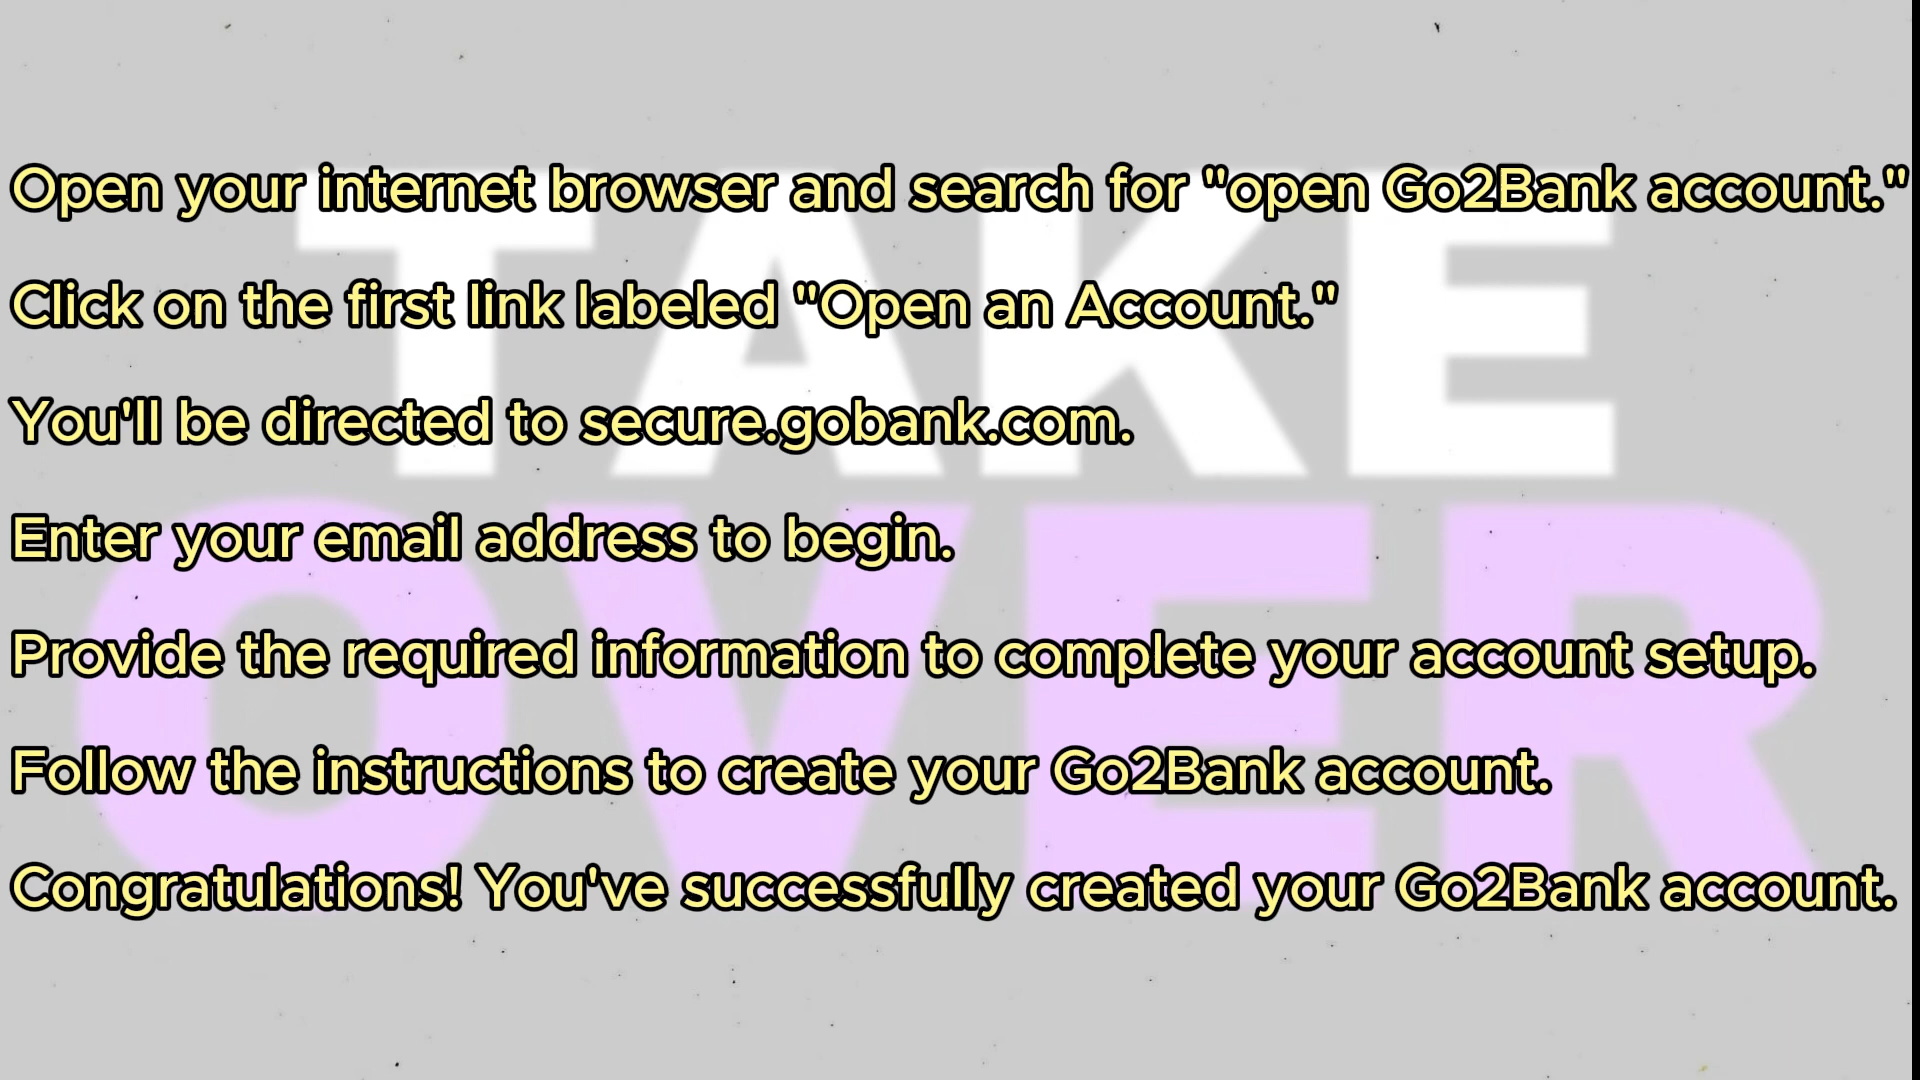 Open your internet browser and search for "open Go2Bank account."
Click on the first link labeled "Open an Account."
You'll be directed to secure.gobank.com.
Enter your email address to begin.
Provide the required information to complete your account setup.
Follow the instructions to create your Go2Bank account.
Congratulations! You've successfully created your Go2Bank account.
TAKE
OVER